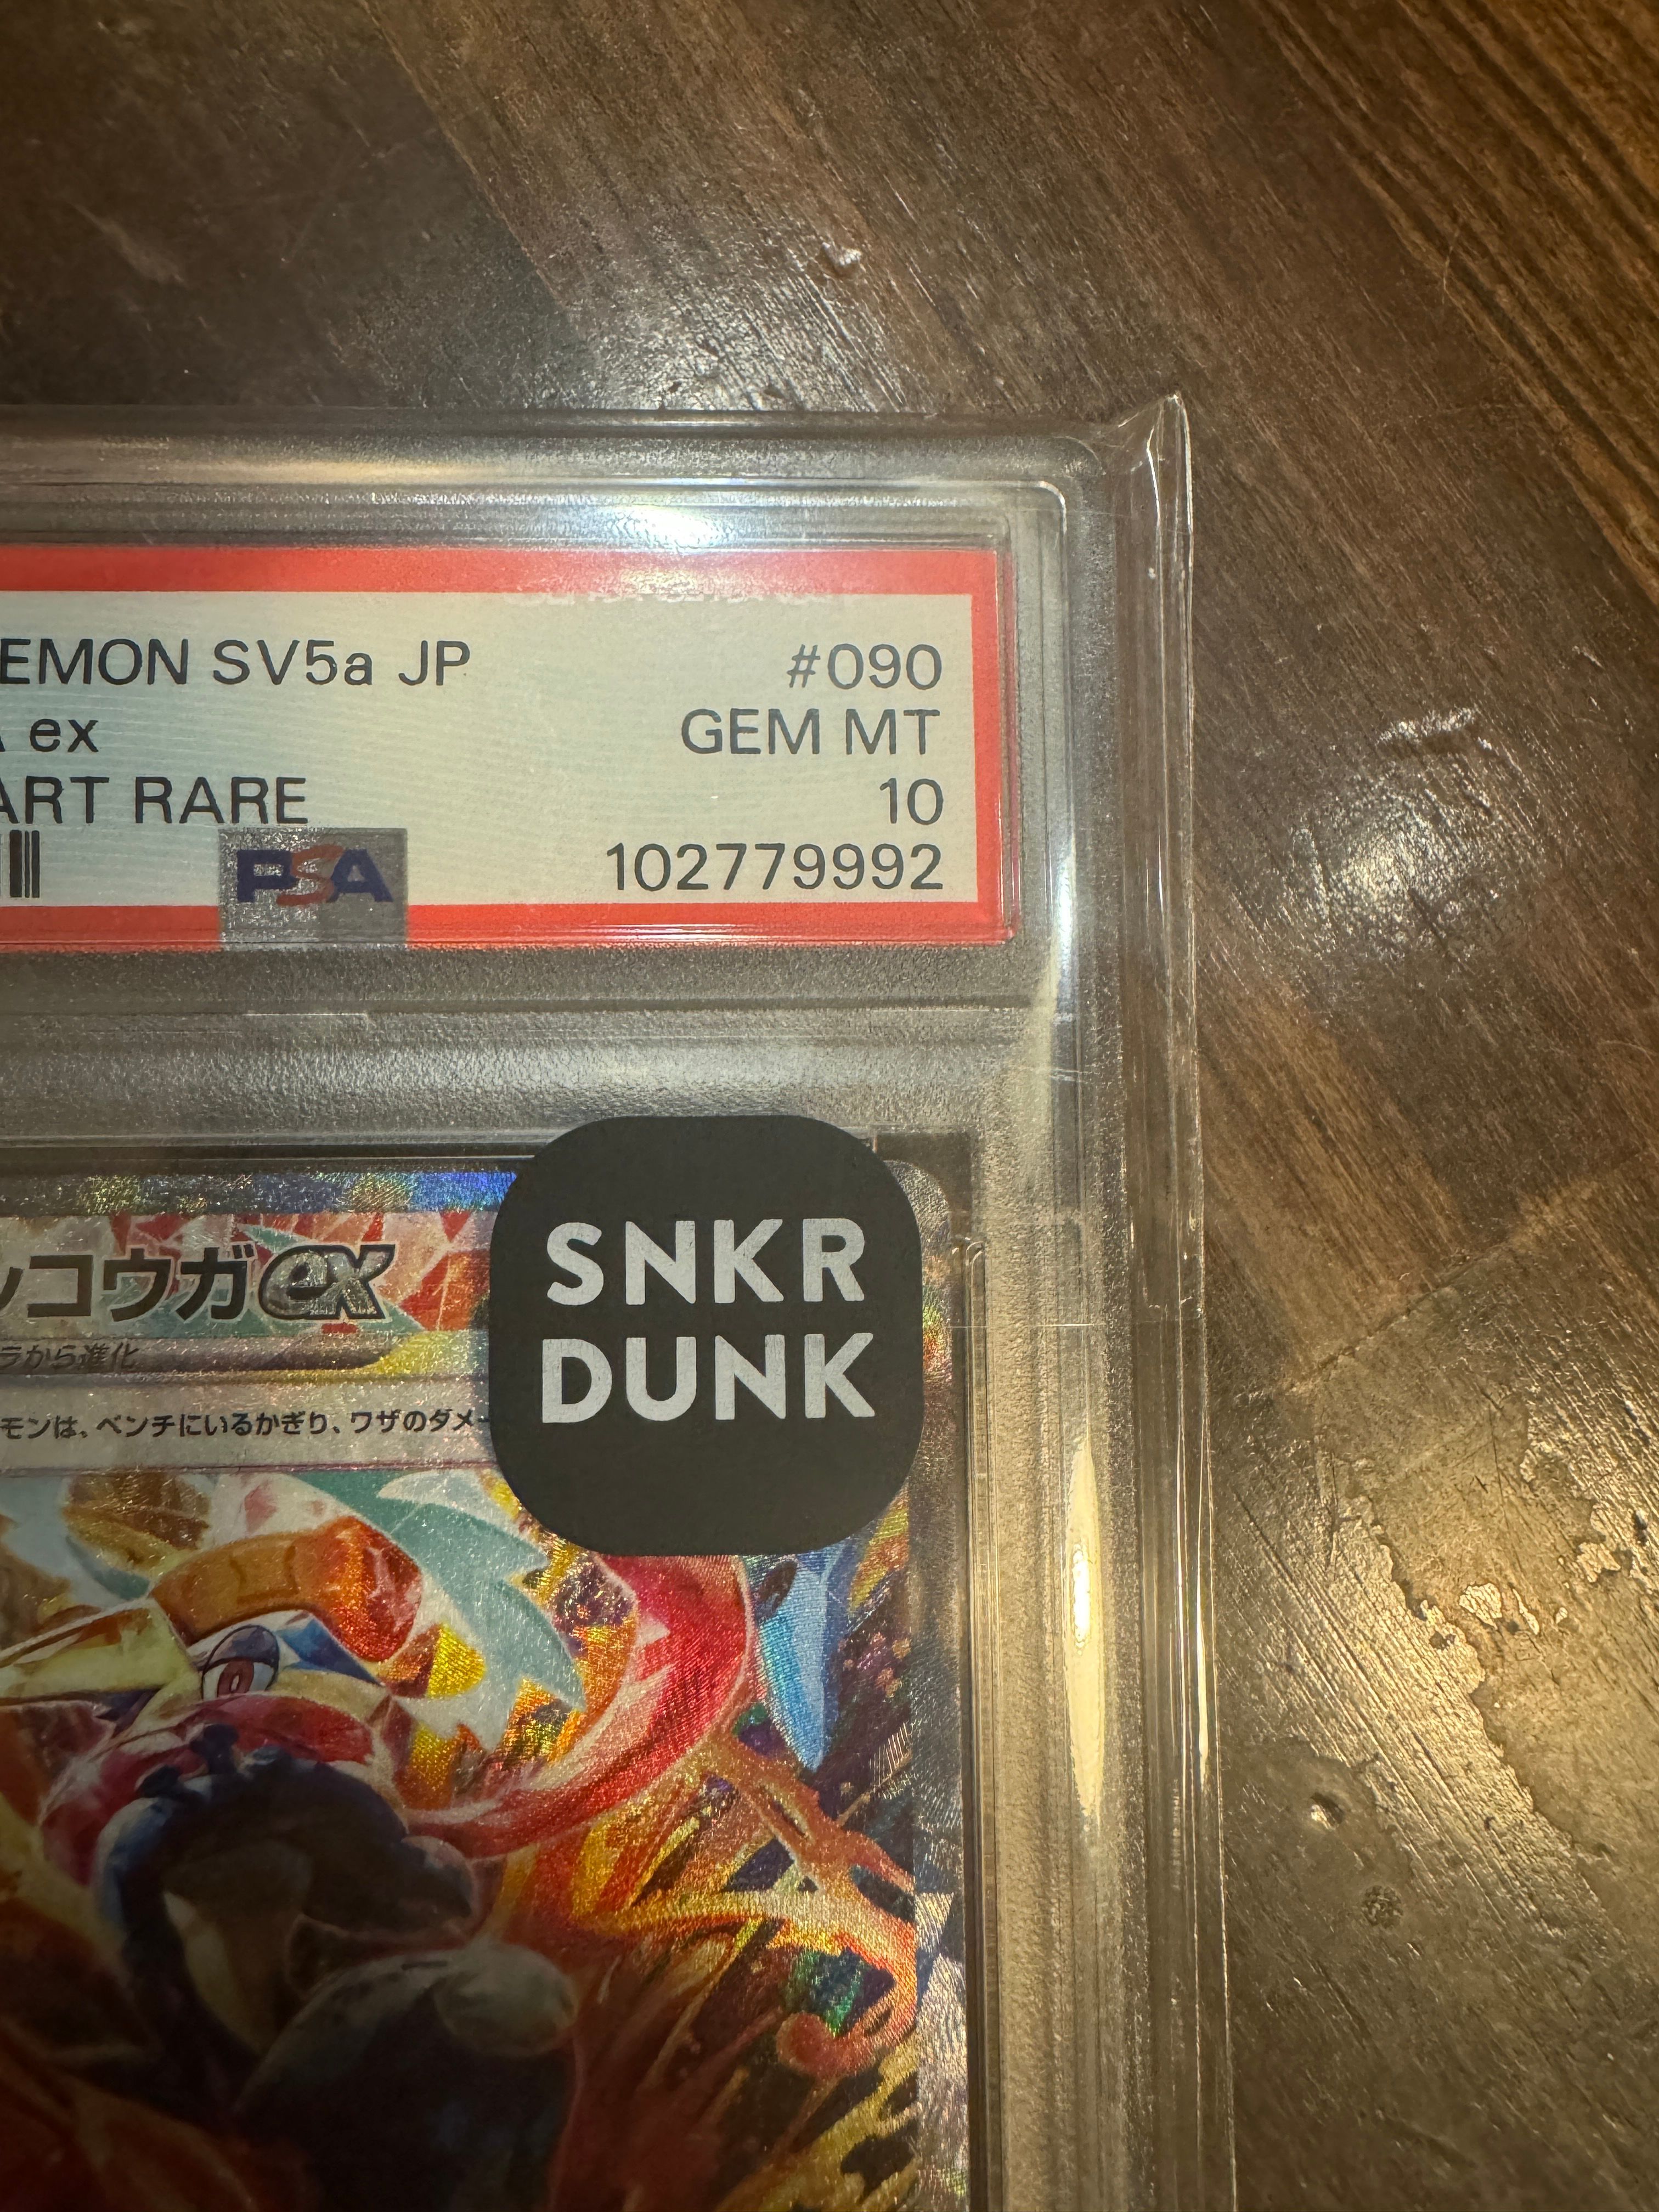 EMON SV5a JP #090
ex GEM MT
ART RARE 10
PSA 102779992
SNKR
DUNK
コウガex
ラから進化
モンは、ベンチにいるかぎり、ワザのダメー